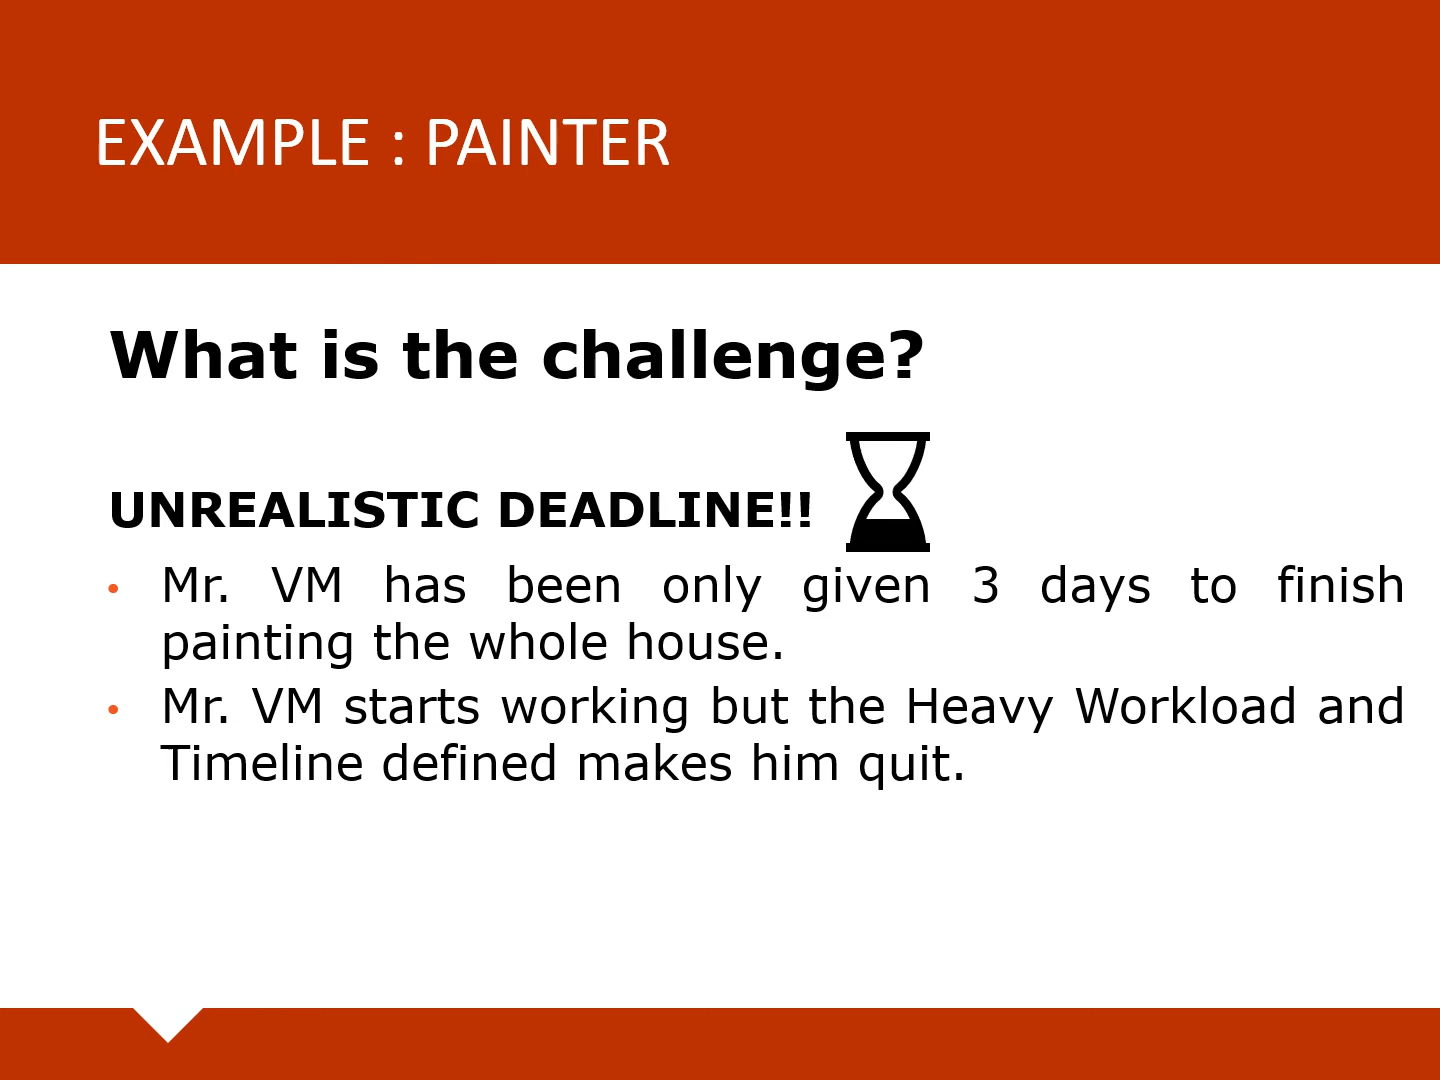 EXAMPLE : PAINTER
What is the challenge?
UNREALISTIC DEADLINE!!
• Mr. VM has been only given 3 days to finish
painting the whole house.
• Mr. VM starts working but the Heavy Workload and
Timeline defined makes him quit.